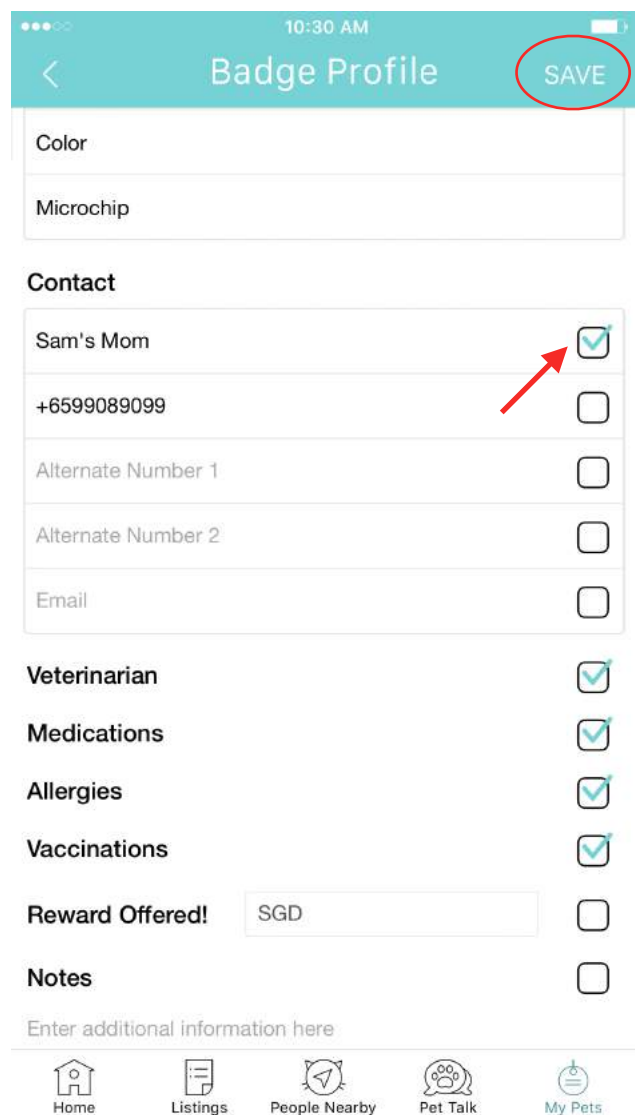 10:30 AM
Badge Profile SAVE
Color
Microchip
Contact
Sam's Mom
+6599089099
Alternate Number 1
Alternate Number 2
Email
Veterinarian
Medications
Allergies
Vaccinations
Reward Offered! SGD
Notes
Enter additional information here
Home Listings People Nearby Pet Talk My Pets